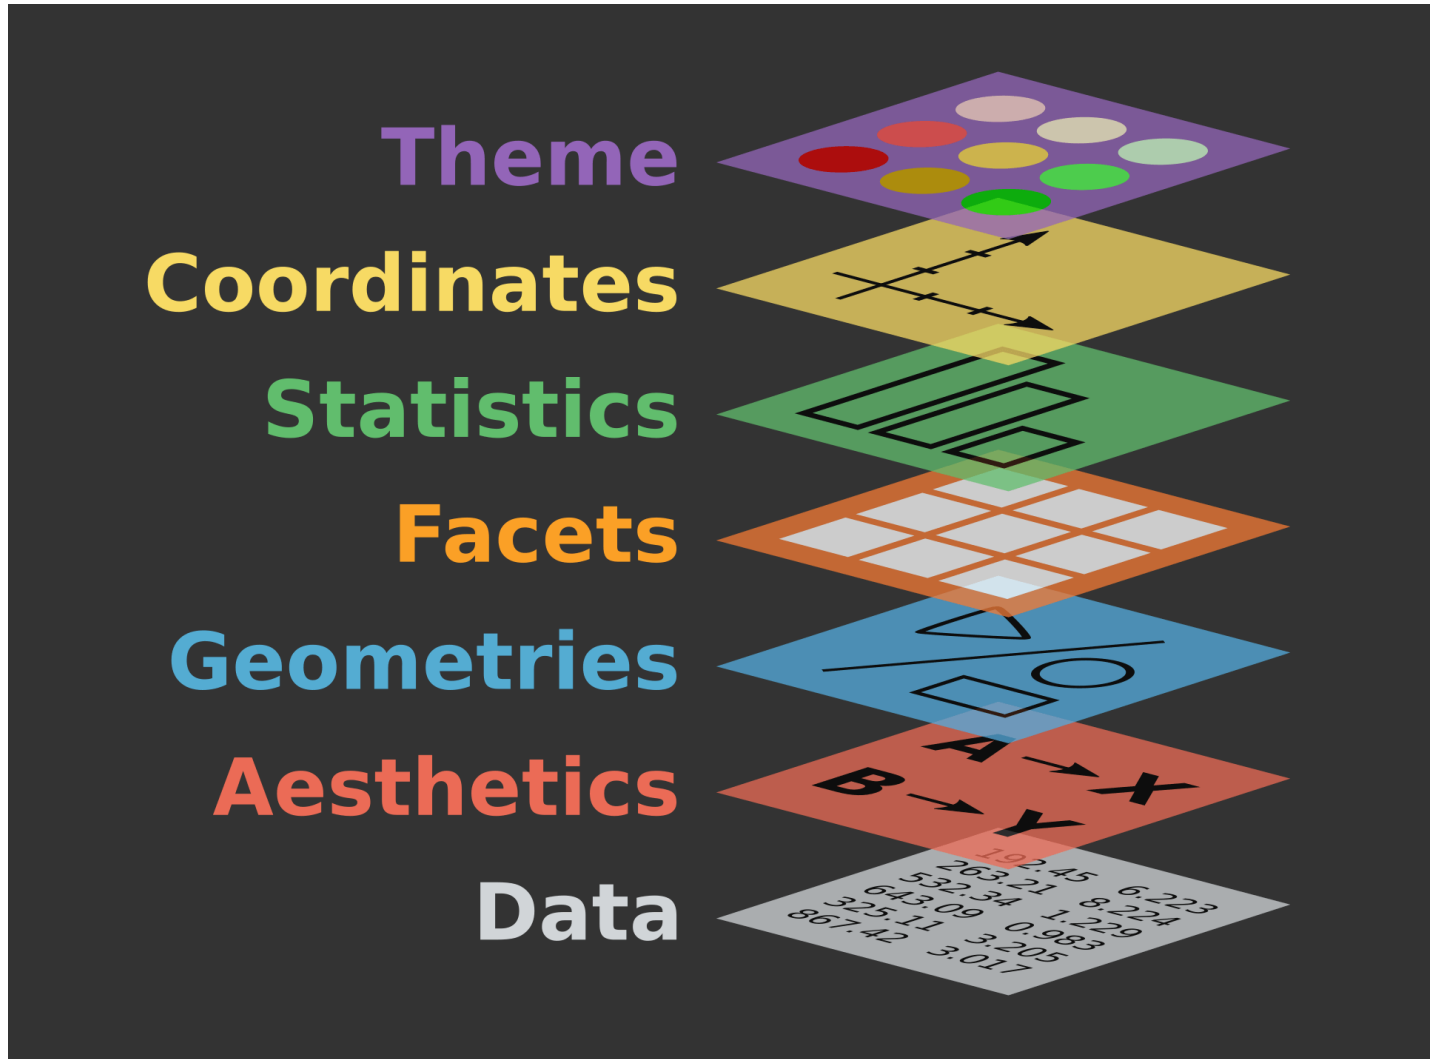 Theme
Coordinates
Statistics
Facets
Geometries
Aesthetics
A → X
B → Y
Data
192.45 6.223
263.21 8.224
532.34 1.229
643.09 0.983
325.11 3.205
867.42 3.017